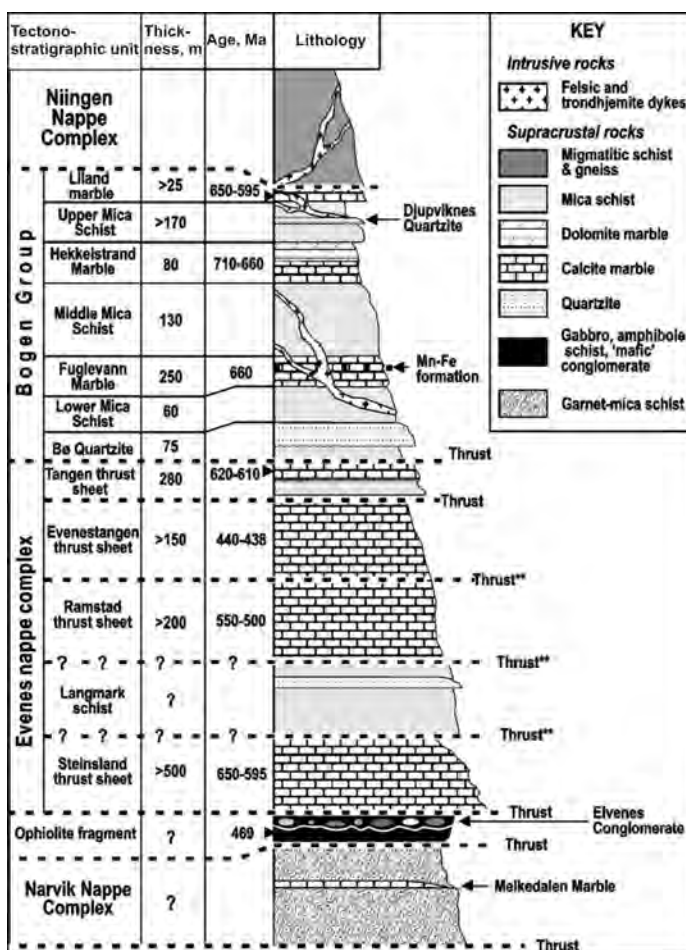 Tectono-
stratigraphic unit
Thick-
ness, m
Age, Ma
Lithology
Niingen
Nappe
Complex
Bogen Group
Liland
marble
>25
650-595
Upper Mica
Schist
>170
Djupviknes
Quartzite
Hekkelstrand
Marble
80
710-660
Middle Mica
Schist
130
Fuglevann
Marble
250
660
Mn-Fe
formation
Lower Mica
Schist
60
Bø Quartzite
75
Thrust
Evenes nappe complex
Tangen thrust
sheet
280
620-610
Thrust
Evenestangen
thrust sheet
>150
440-438
Thrust**
Ramstad
thrust sheet
>200
550-500
? ? ? ?
Thrust**
Langmark
schist
?
? ? ? ?
Thrust**
Steinsland
thrust sheet
>500
650-595
Thrust
Ophiolite fragment
?
469
Elvenes
Conglomerate
Thrust
Narvik Nappe
Complex
?
Melkedalen Marble
Thrust
KEY
Intrusive rocks
Felsic and
trondhjemite dykes
Supracrustal rocks
Migmatitic schist
& gneiss
Mica schist
Dolomite marble
Calcite marble
Quartzite
Gabbro, amphibole
schist, 'mafic'
conglomerate
Garnet-mica schist